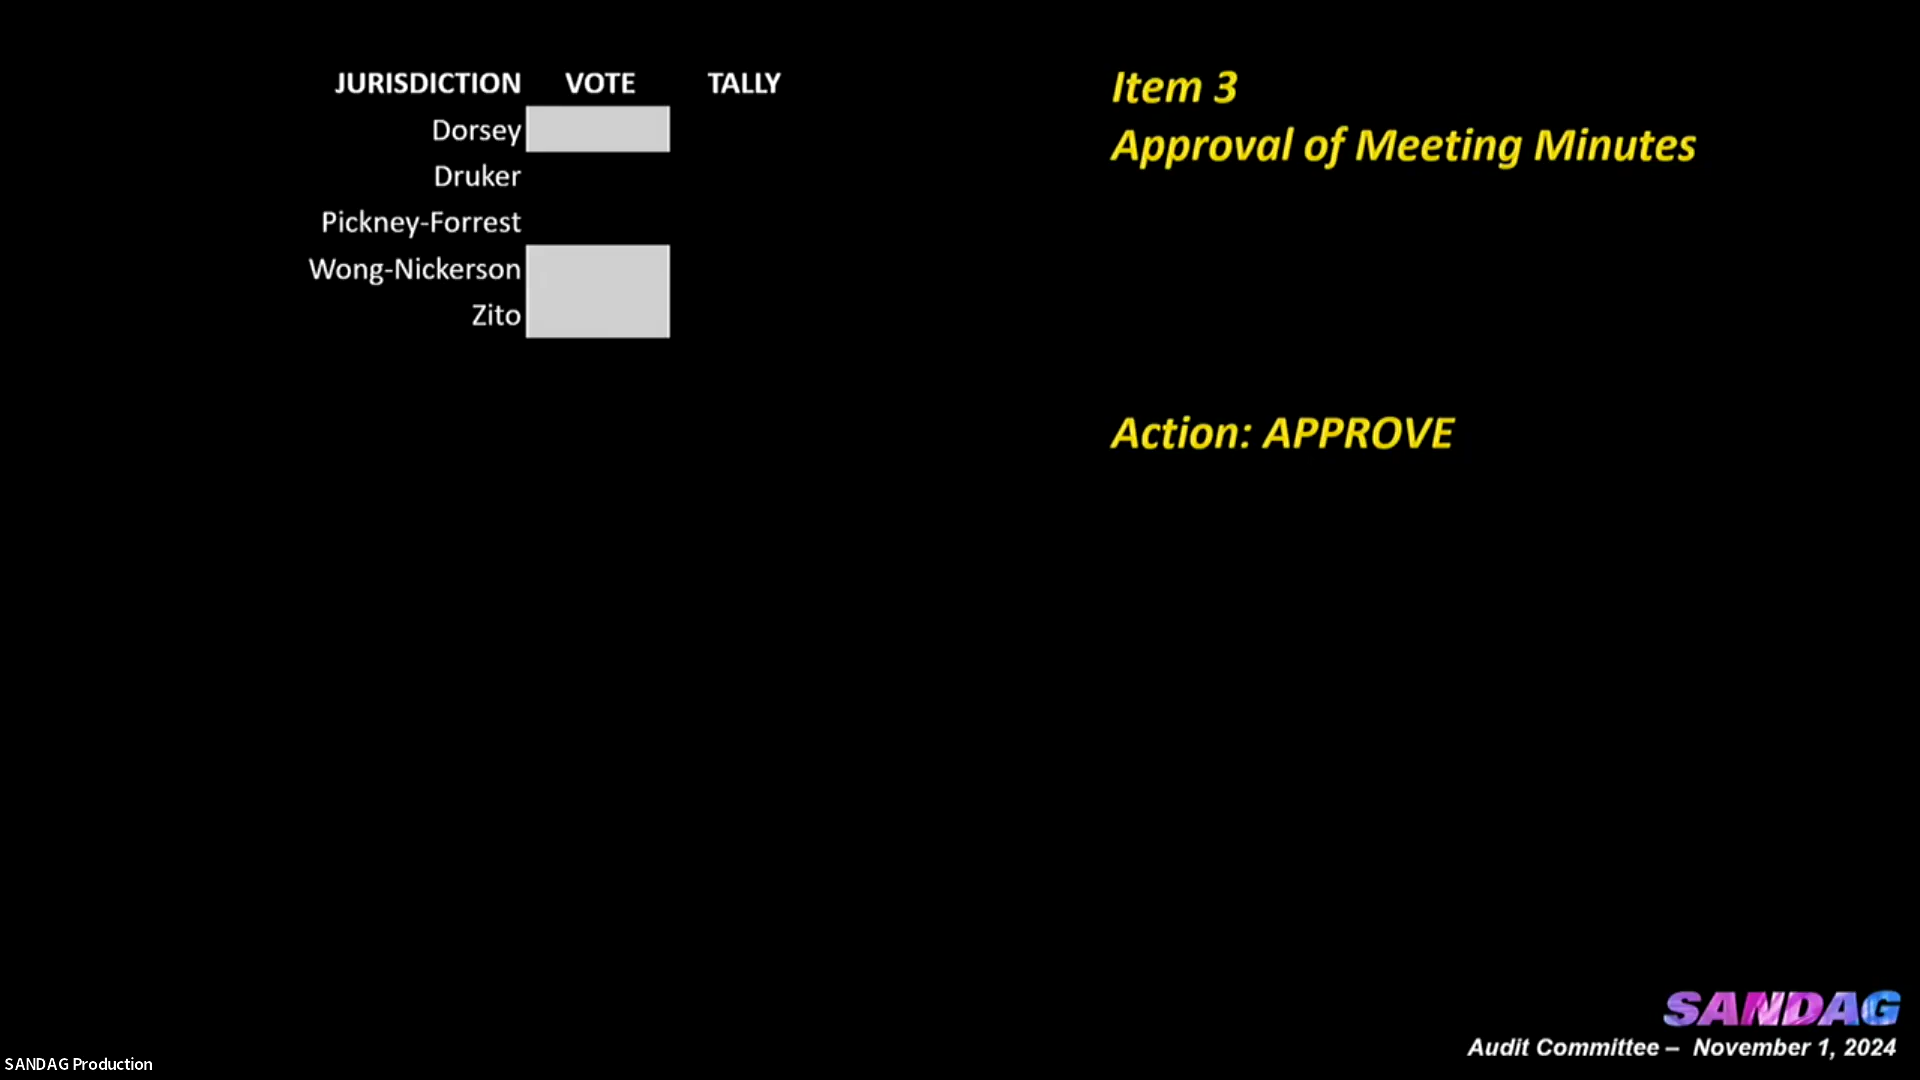 JURISDICTION VOTE TALLY
Dorsey
Druker
Pickney-Forrest
Wong-Nickerson
Zito
Item 3
Approval of Meeting Minutes
Action: APPROVE
SANDAG
Audit Committee – November 1, 2024
SANDAG Production